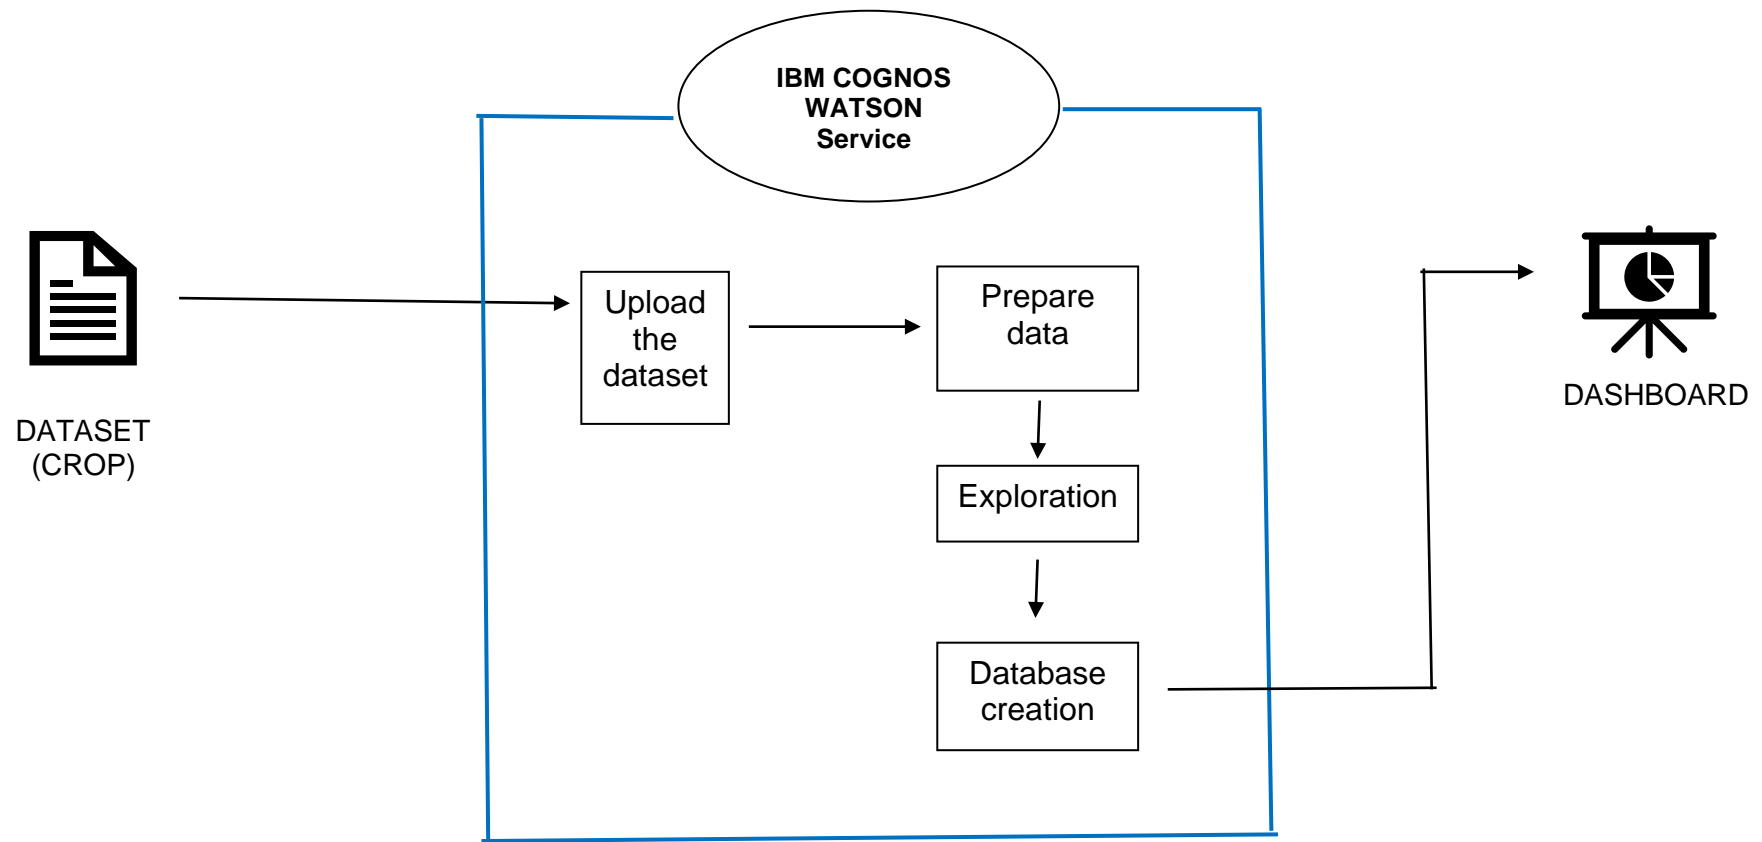 IBM COGNOS
WATSON
Service
DATASET
(CROP)
Upload
the
dataset
Prepare
data
Exploration
Database
creation
DASHBOARD